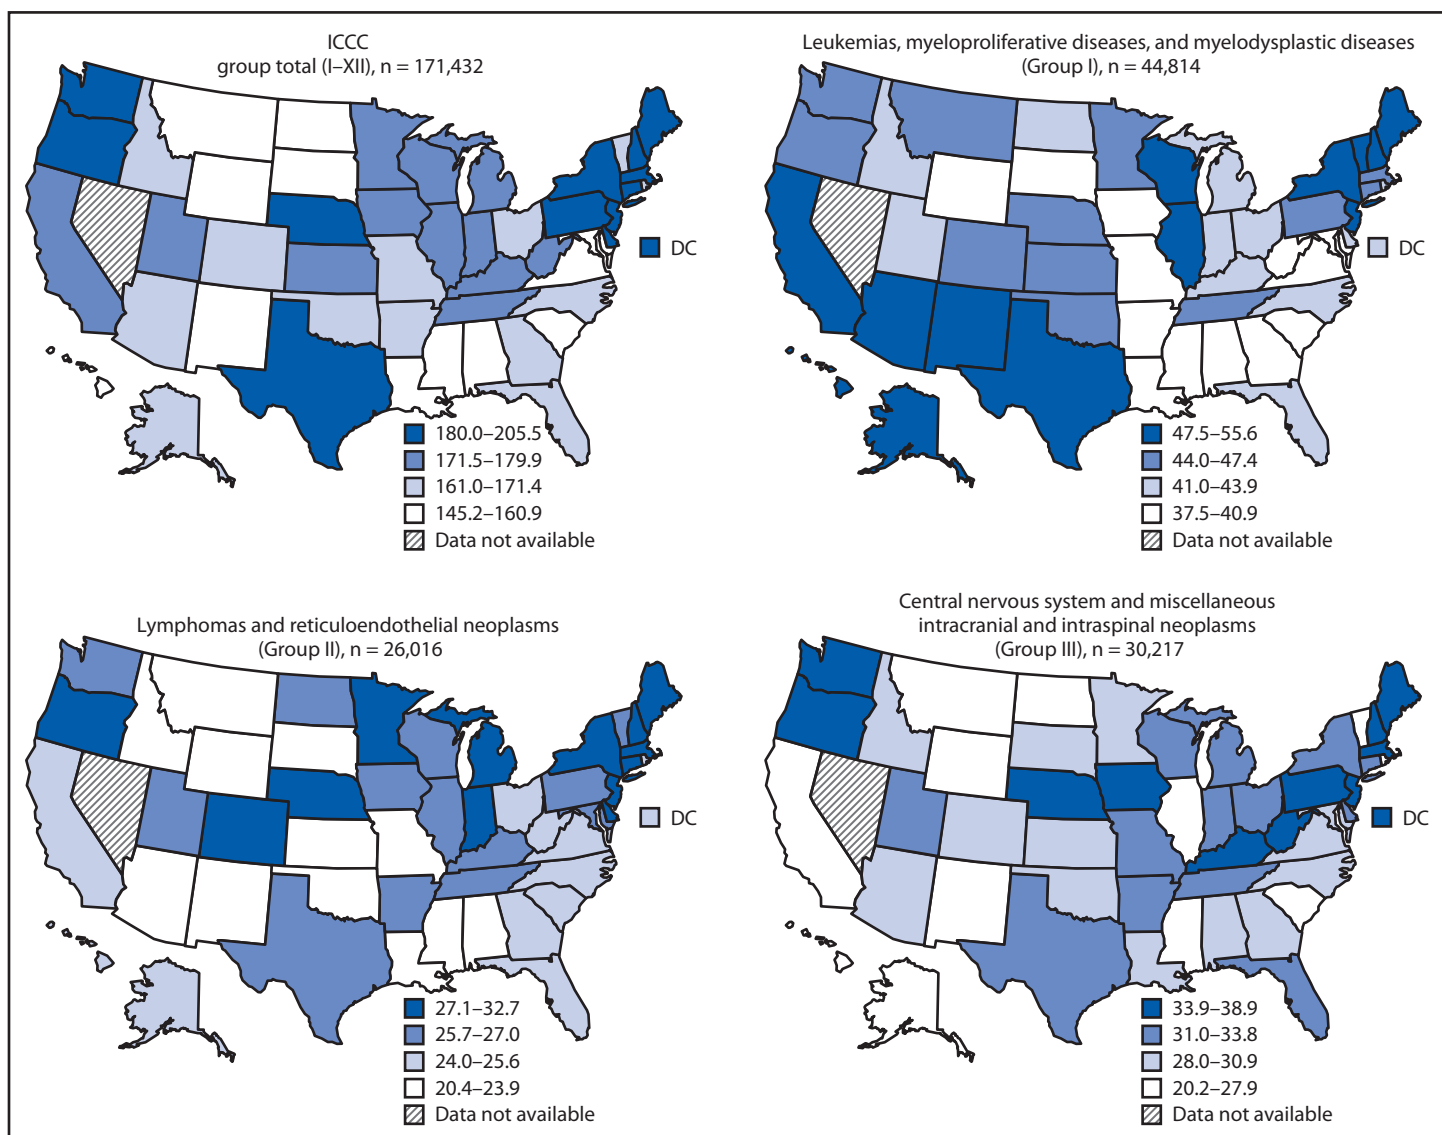 ICCC
group total (I–XII), n = 171,432
DC
180.0–205.5
171.5–179.9
161.0–171.4
145.2–160.9
Data not available
Leukemias, myeloproliferative diseases, and myelodysplastic diseases
(Group I), n = 44,814
DC
47.5–55.6
44.0–47.4
41.0–43.9
37.5–40.9
Data not available
Lymphomas and reticuloendothelial neoplasms
(Group II), n = 26,016
DC
27.1–32.7
25.7–27.0
24.0–25.6
20.4–23.9
Data not available
Central nervous system and miscellaneous
intracranial and intraspinal neoplasms
(Group III), n = 30,217
DC
33.9–38.9
31.0–33.8
28.0–30.9
20.2–27.9
Data not available